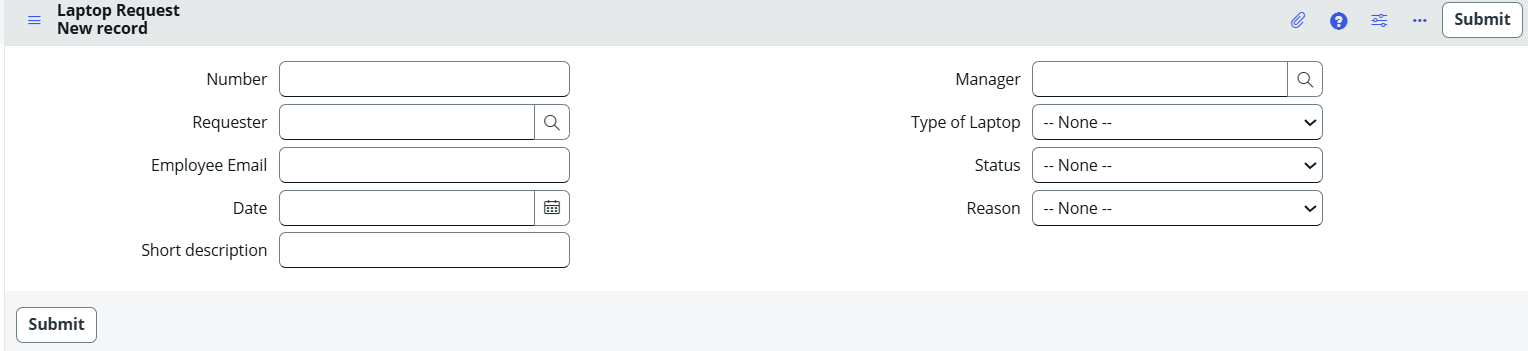 Laptop Request
New record
Submit
Number
Manager
Requester
Type of Laptop
-- None --
Employee Email
Status
-- None --
Date
Reason
-- None --
Short description
Submit